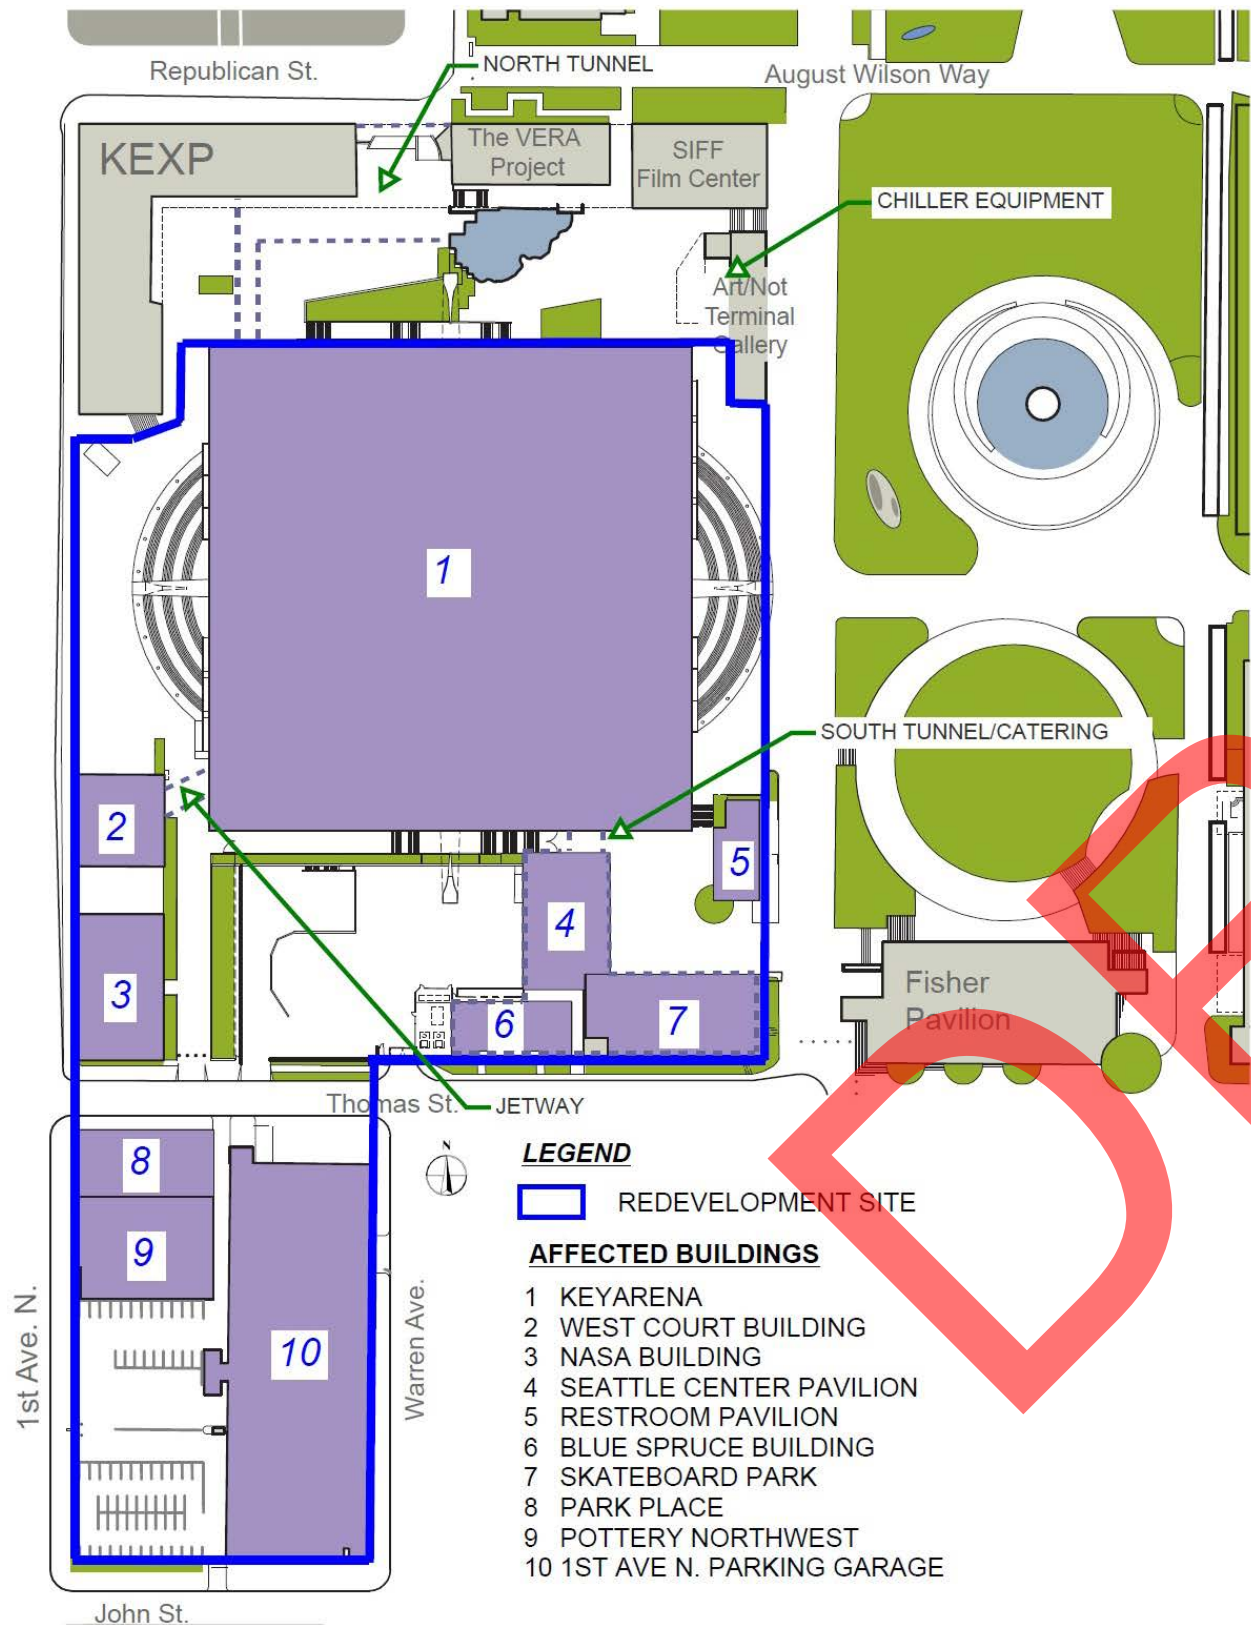 Republican St.
NORTH TUNNEL
August Wilson Way
KEXP
The VERA
Project
SIFF
Film Center
CHILLER EQUIPMENT
Art/Not
Terminal
Gallery
1
SOUTH TUNNEL/CATERING
2
5
4
3
6
7
Fisher
Pavilion
Thomas St.
JETWAY
8
N
LEGEND
REDEVELOPMENT SITE
9
AFFECTED BUILDINGS
1st Ave. N.
Warren Ave.
10
1 KEYARENA
2 WEST COURT BUILDING
3 NASA BUILDING
4 SEATTLE CENTER PAVILION
5 RESTROOM PAVILION
6 BLUE SPRUCE BUILDING
7 SKATEBOARD PARK
8 PARK PLACE
9 POTTERY NORTHWEST
10 1ST AVE N. PARKING GARAGE
John St.